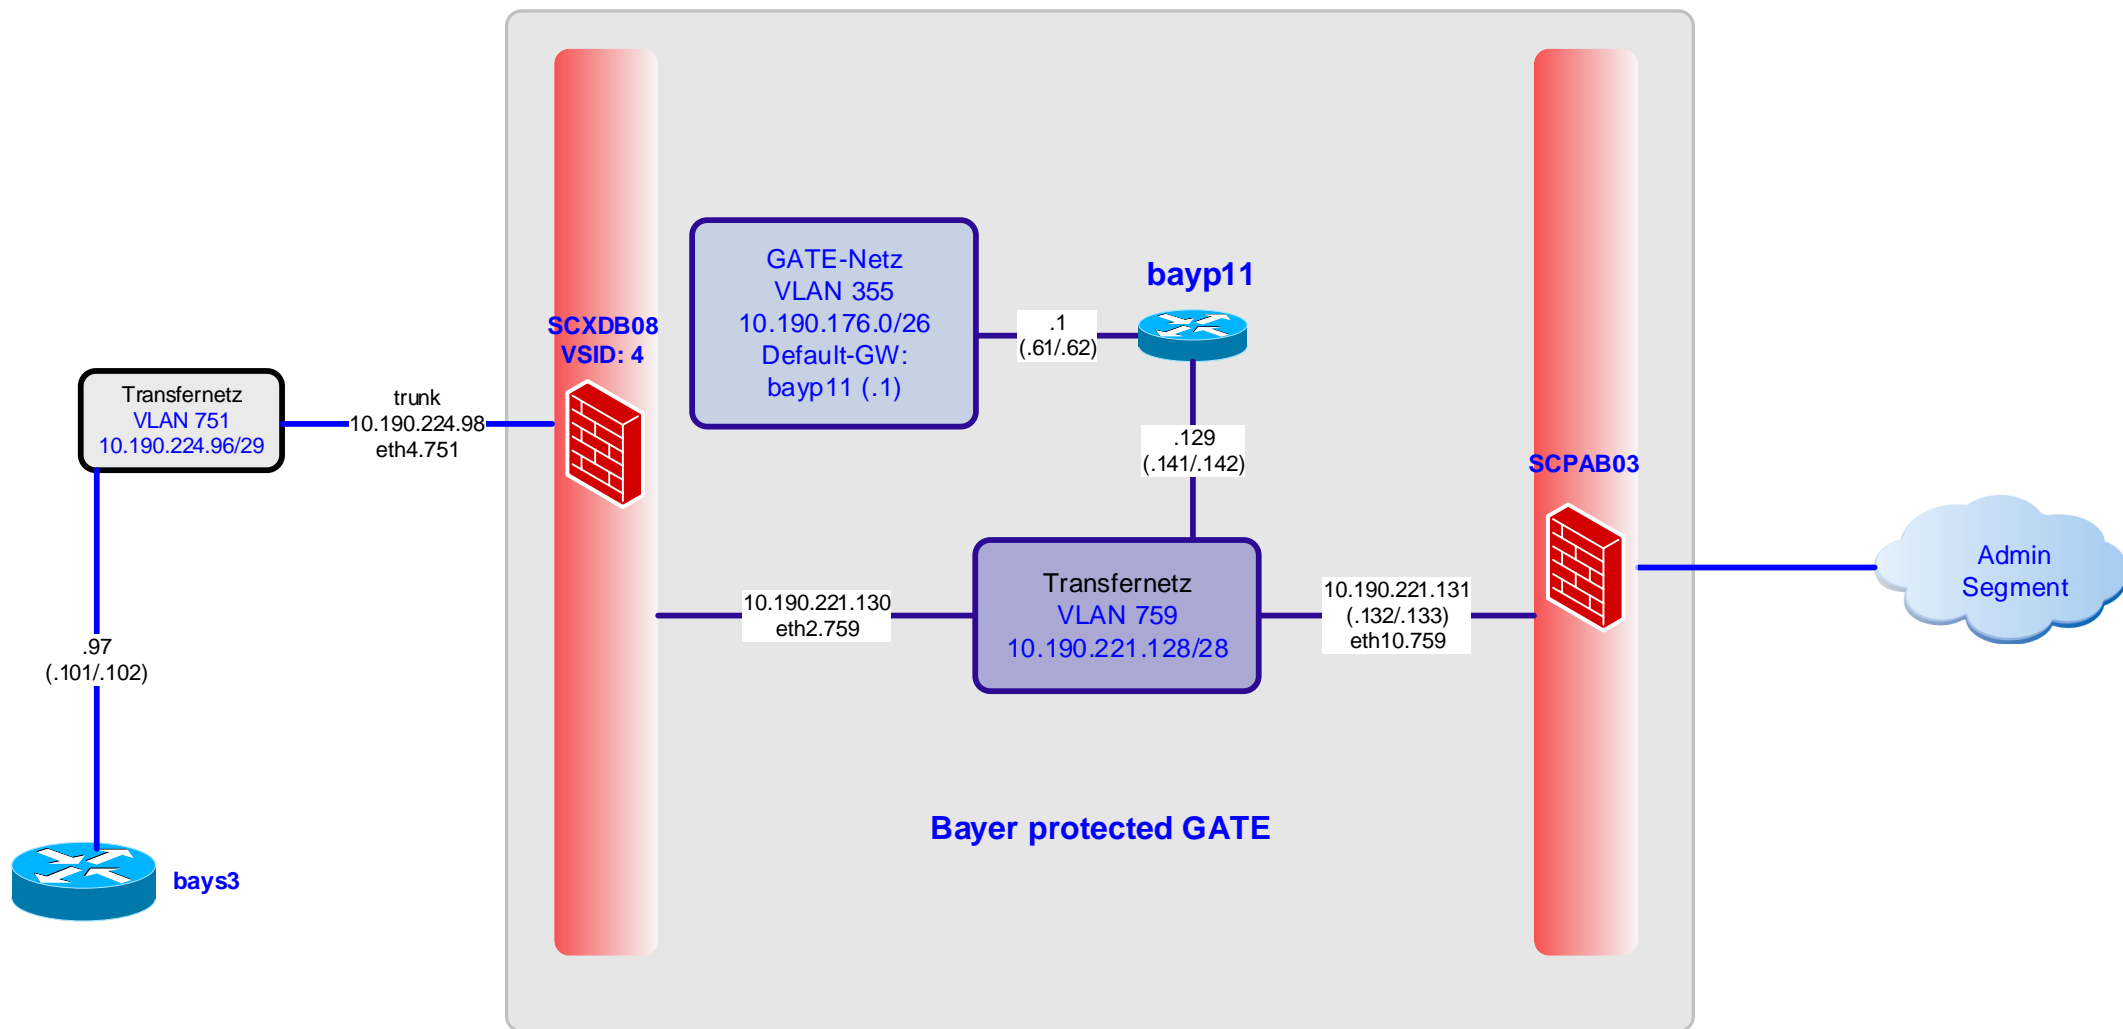 GATE-Netz
VLAN 355
10.190.176.0/26
Default-GW:
bayp11 (.1)
bayp11
.1
(.61/.62)
SCXDB08
VSID: 4
Transfernetz
VLAN 751
10.190.224.96/29
trunk
10.190.224.98
eth4.751
.129
(.141/.142)
SCPAB03
Transfernetz
VLAN 759
10.190.221.128/28
10.190.221.130
eth2.759
10.190.221.131
(.132/.133)
eth10.759
Admin
Segment
.97
(.101/.102)
Bayer protected GATE
bays3